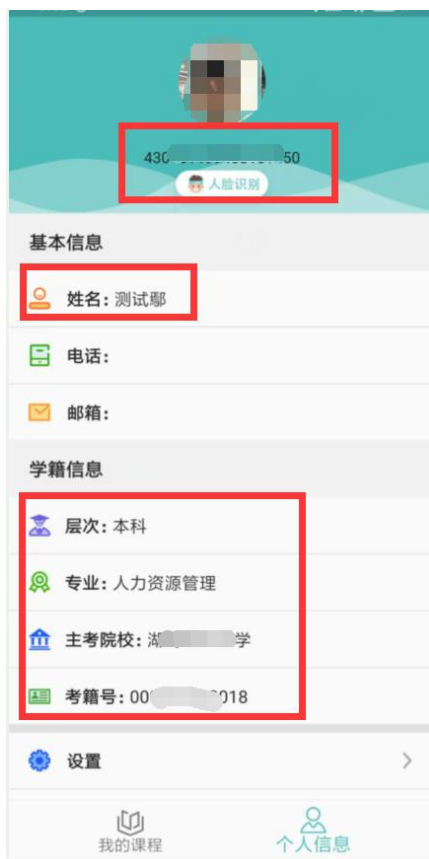 430 50
人脸识别
基本信息
姓名：测试鄢
电话：
邮箱：
学籍信息
层次：本科
专业：人力资源管理
主考院校：湖 学
考籍号：00 018
设置
我的课程
个人信息